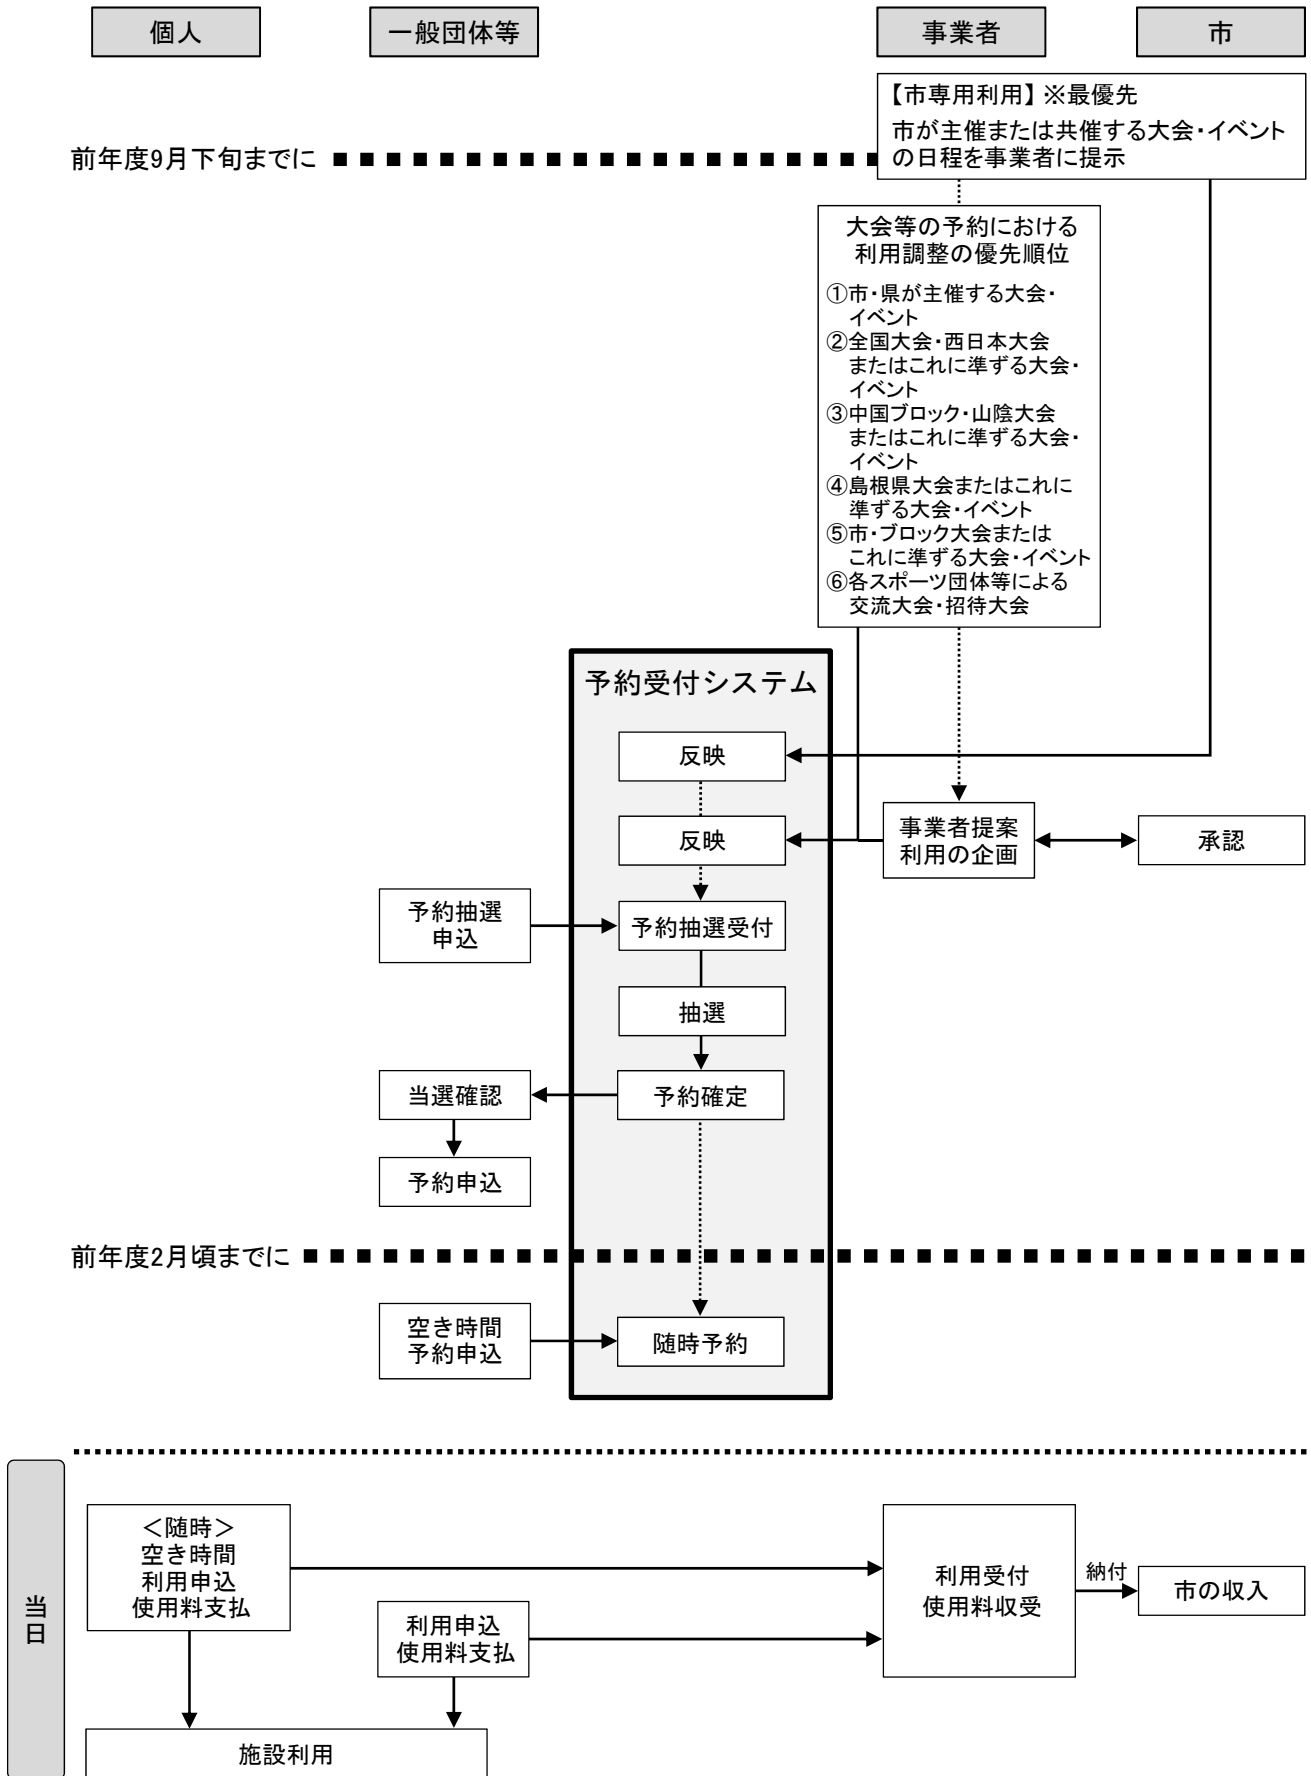 個人
一般団体等
事業者
市
【市専用利用】※最優先
市が主催または共催する大会・イベント
の日程を事業者に提示
前年度9月下旬までに
大会等の予約における
利用調整の優先順位
①市・県が主催する大会・
イベント
②全国大会・西日本大会
またはこれに準ずる大会・
イベント
③中国ブロック・山陰大会
またはこれに準ずる大会・
イベント
④島根県大会またはこれに
準ずる大会・イベント
⑤市・ブロック大会または
これに準ずる大会・イベント
⑥各スポーツ団体等による
交流大会・招待大会
予約受付システム
反映
反映
事業者提案
利用の企画
承認
予約抽選
申込
予約抽選受付
抽選
当選確認
予約確定
予約申込
前年度2月頃までに
空き時間
予約申込
随時予約
当日
＜随時＞
空き時間
利用申込
使用料支払
利用申込
使用料支払
利用受付
使用料収受
納付
市の収入
施設利用